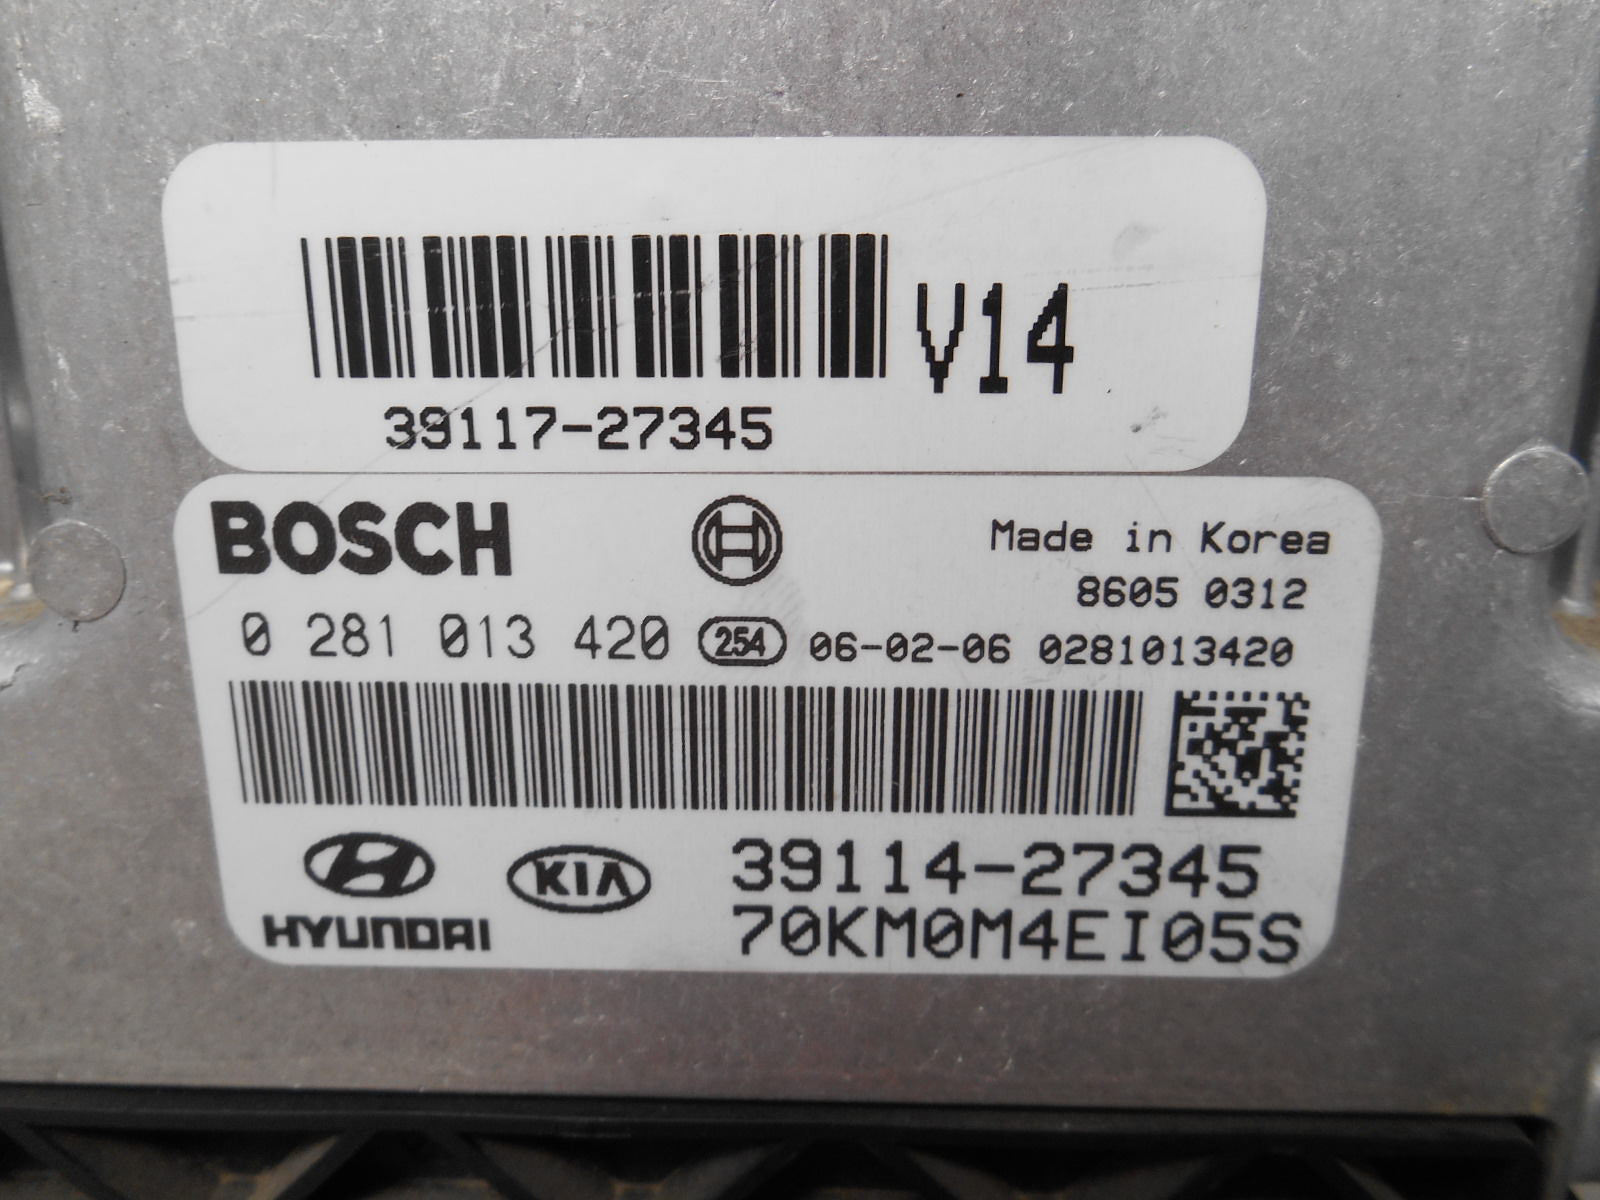 V14
39117-27345
BOSCH
Made in Korea
8605 0312
0 281 013 420 254 06-02-06 0281013420
39114-27345
HYUNDAI KIA
70KM0M4EI05S